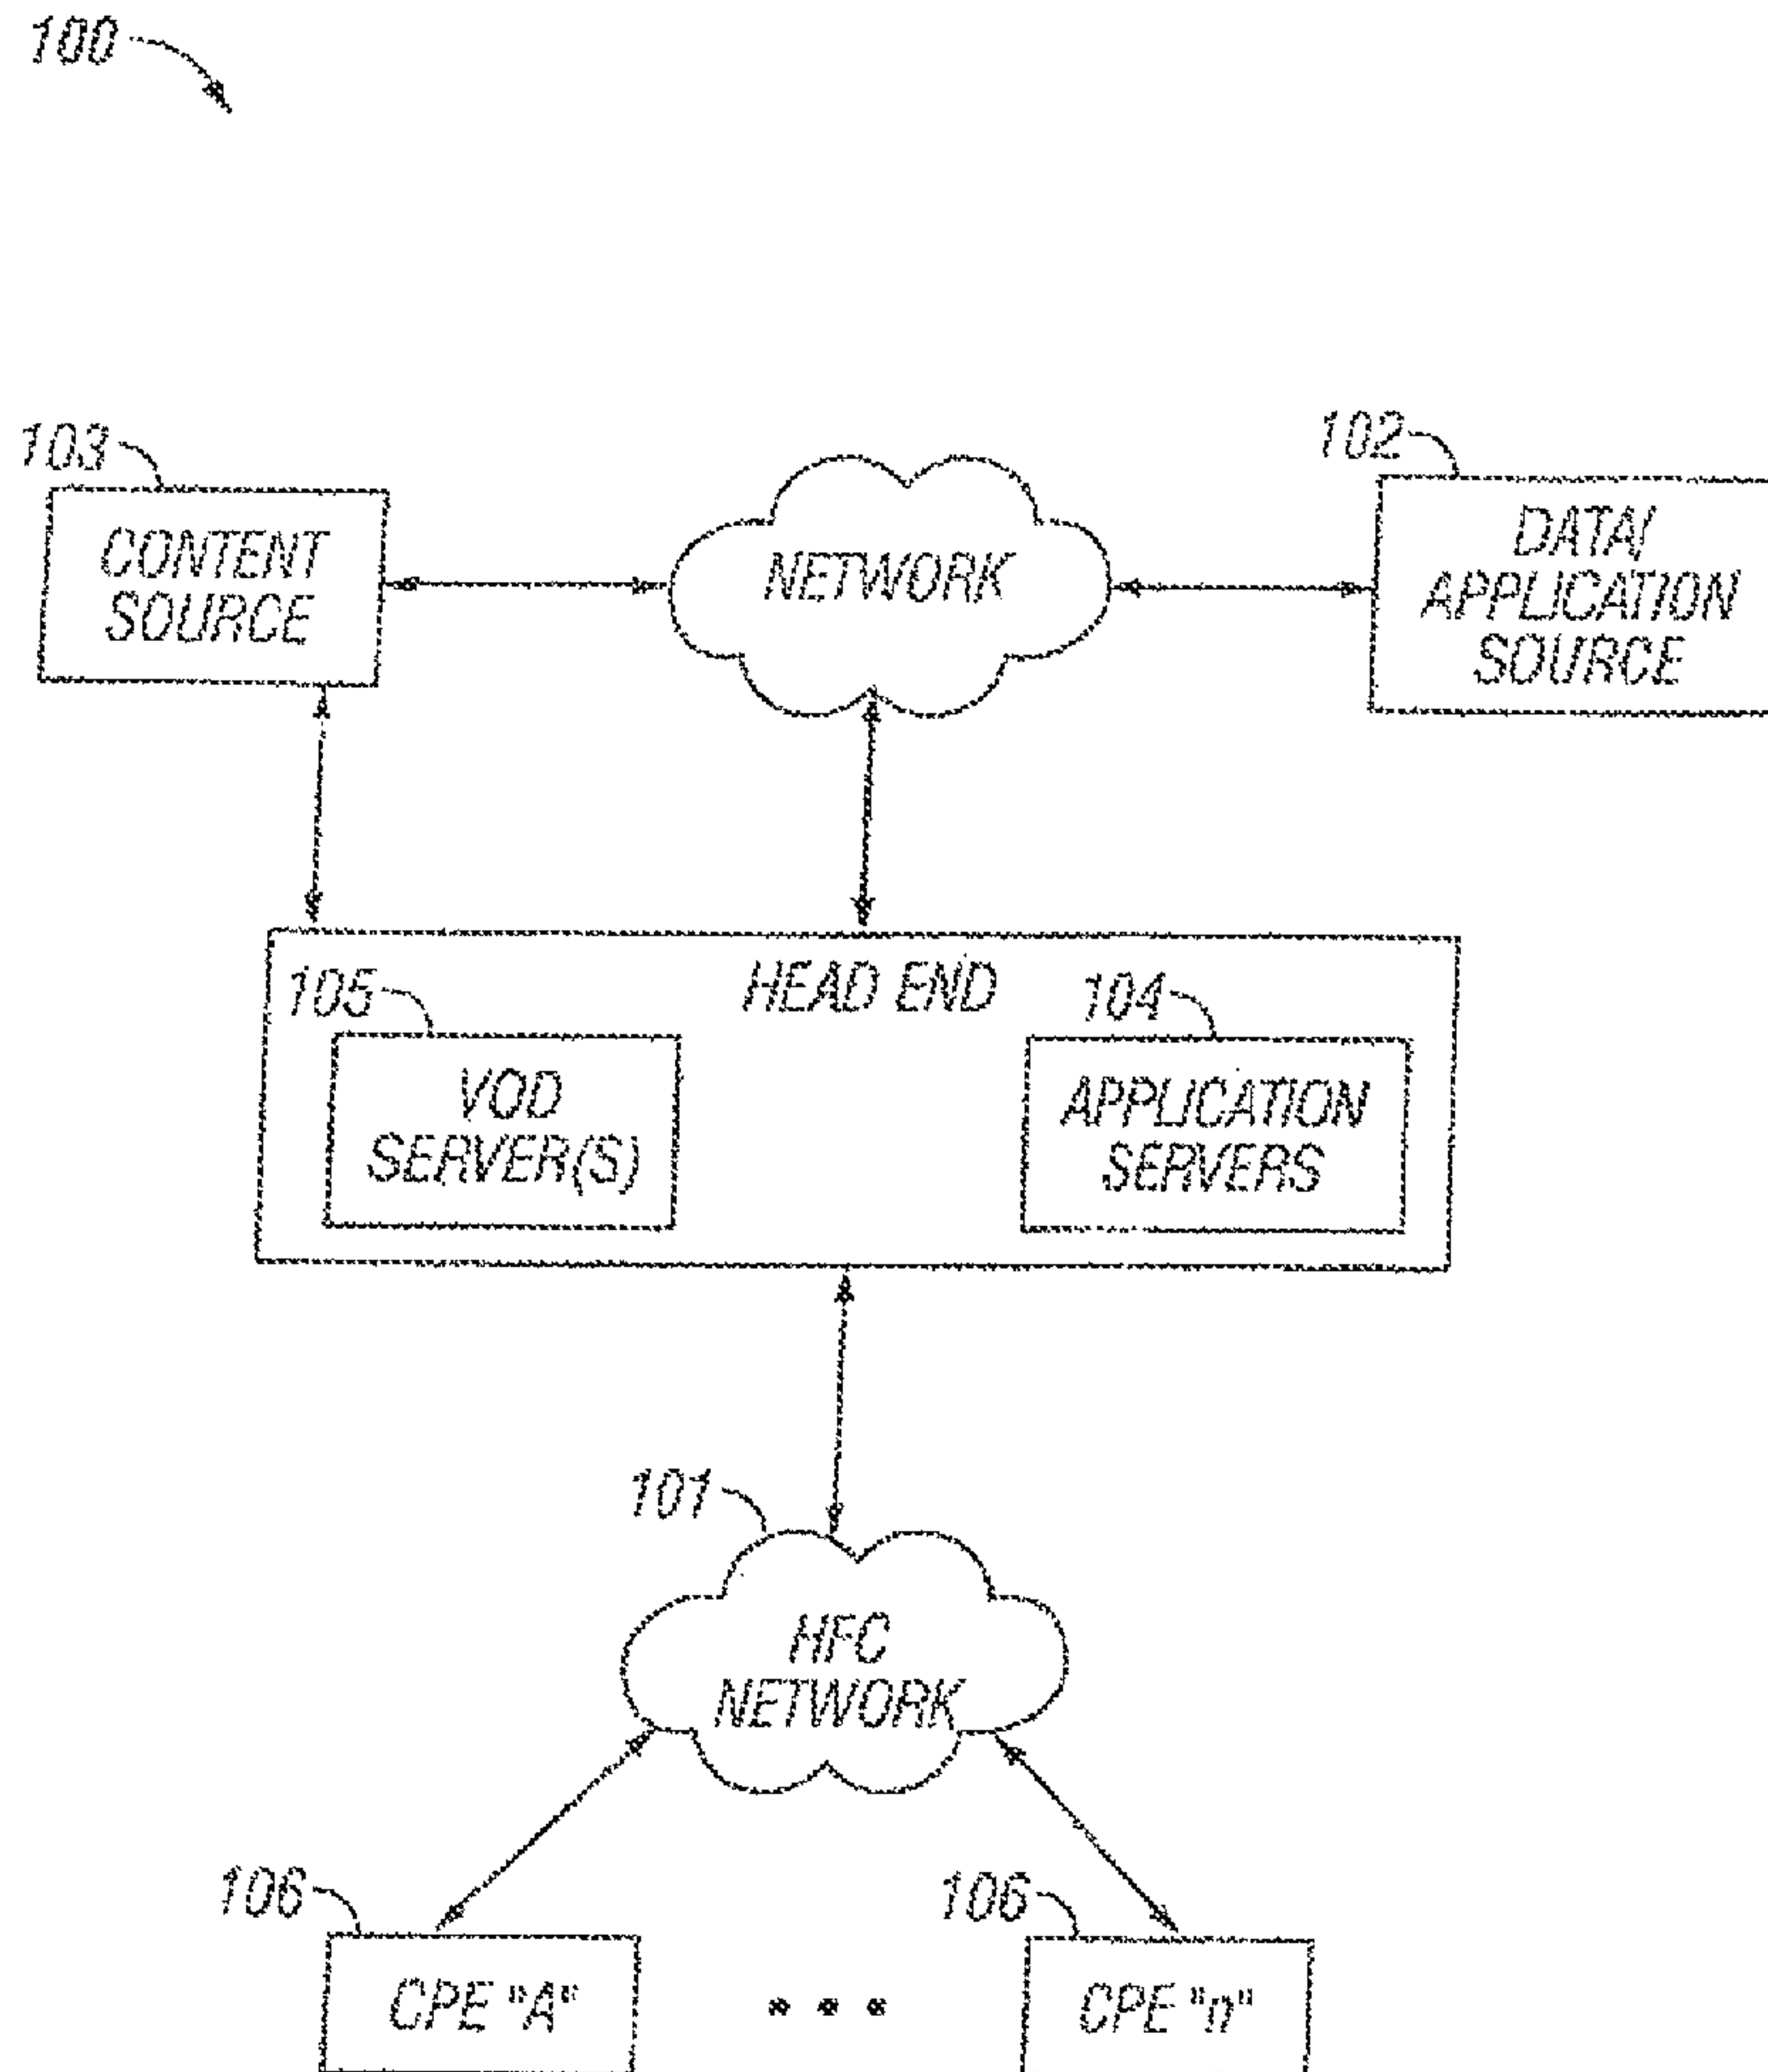 100
103
102
CONTENT
SOURCE
NETWORK
DATA/
APPLICATION
SOURCE
HEAD END
105
104
VOD
SERVER(S)
APPLICATION
SERVERS
101
HFC
NETWORK
106
106
CPE "A"
• • •
CPE "n"